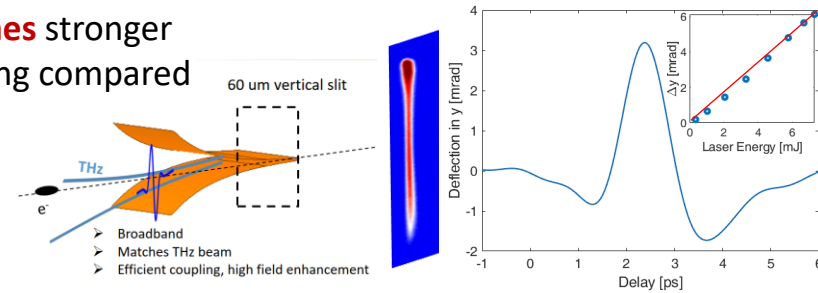 nes stronger
ng compared
60 um vertical slit
THz
e-
➢ Broadband
➢ Matches THz beam
➢ Efficient coupling, high field enhancement
Deflection in y [mrad]
4
3
2
1
0
-1
-2
-1 0 1 2 3 4 5 6
Delay [ps]
Δy [mrad]
6
4
2
0
0 2 4 6
Laser Energy [mJ]